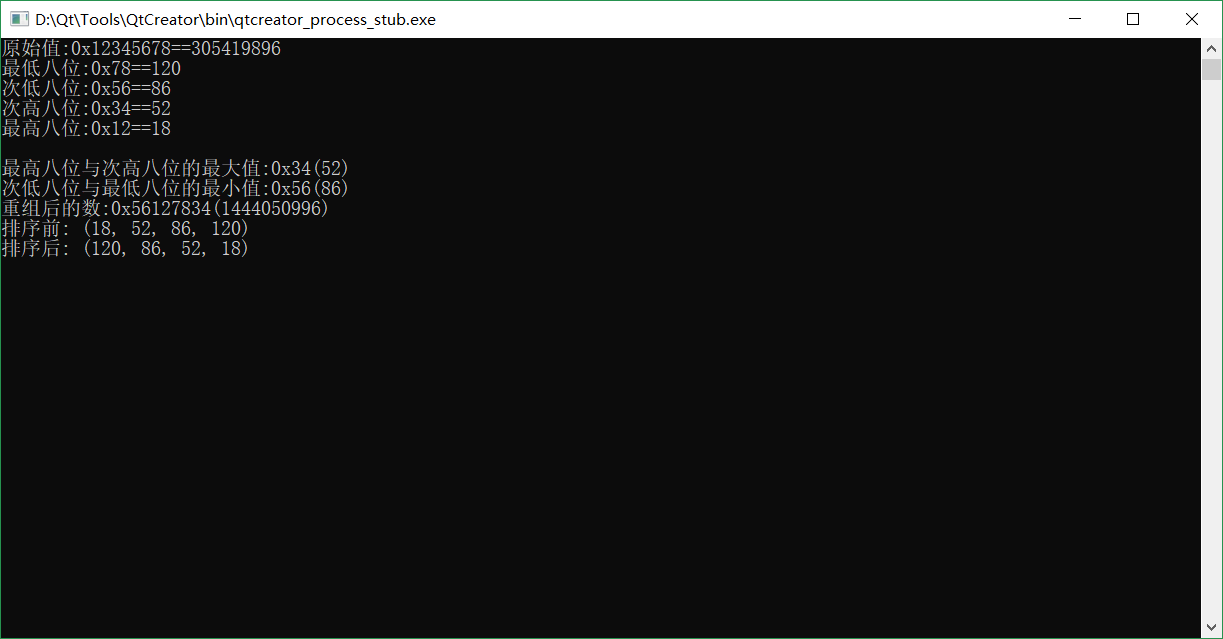 D:\Qt\Tools\QtCreator\bin\qtcreator_process_stub.exe
原始值:0x12345678==305419896
最低八位:0x78==120
次低八位:0x56==86
次高八位:0x34==52
最高八位:0x12==18
最高八位与次高八位的最大值:0x34(52)
次低八位与最低八位的最小值:0x56(86)
重组后的数:0x56127834(1444050996)
排序前: (18, 52, 86, 120)
排序后: (120, 86, 52, 18)